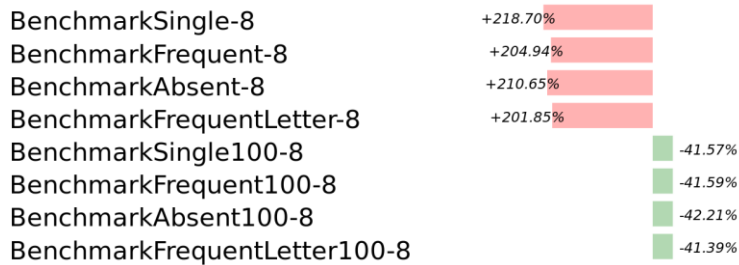 BenchmarkSingle-8 +218.70%
BenchmarkFrequent-8 +204.94%
BenchmarkAbsent-8 +210.65%
BenchmarkFrequentLetter-8 +201.85%
BenchmarkSingle100-8 -41.57%
BenchmarkFrequent100-8 -41.59%
BenchmarkAbsent100-8 -42.21%
BenchmarkFrequentLetter100-8 -41.39%